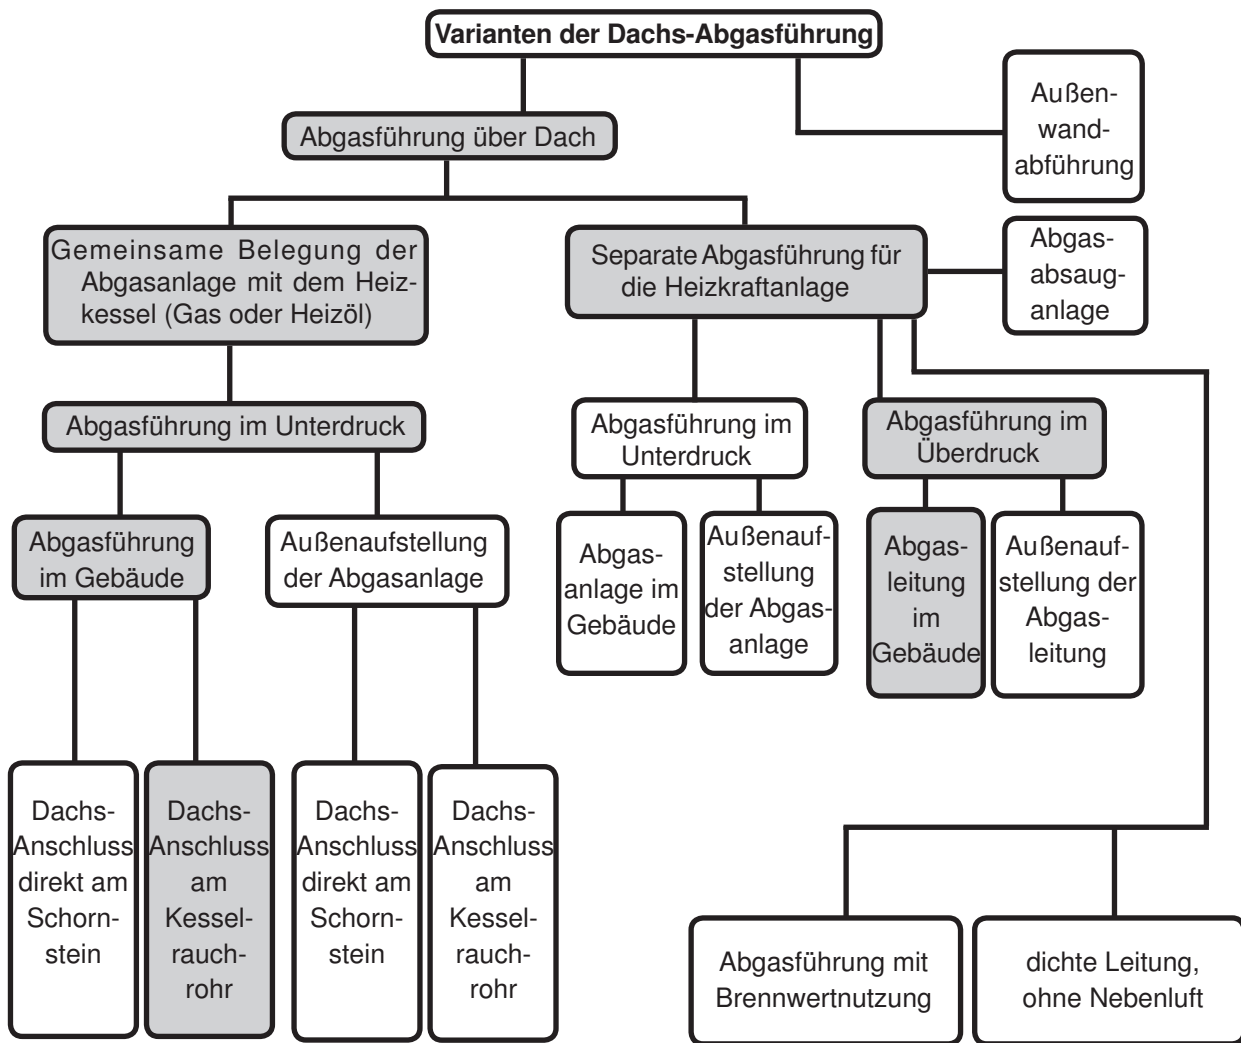 Varianten der Dachs-Abgasführung
Außen-
wand-
abführung
Abgasführung über Dach
Gemeinsame Belegung der
Abgasanlage mit dem Heiz-
kessel (Gas oder Heizöl)
Separate Abgasführung für
die Heizkraftanlage
Abgas-
absaug-
anlage
Abgasführung im Unterdruck
Abgasführung im
Unterdruck
Abgasführung im
Überdruck
Abgasführung
im Gebäude
Außenaufstellung
der Abgasanlage
Abgas-
anlage im
Gebäude
Außenauf-
stellung
der Abgas-
anlage
Abgas-
leitung
im
Gebäude
Außenauf-
stellung der
Abgas-
leitung
Dachs-
Anschluss
direkt am
Schorn-
stein
Dachs-
Anschluss
am
Kessel-
rauch-
rohr
Dachs-
Anschluss
direkt am
Schorn-
stein
Dachs-
Anschluss
am
Kessel-
rauch-
rohr
Abgasführung mit
Brennwertnutzung
dichte Leitung,
ohne Nebenluft